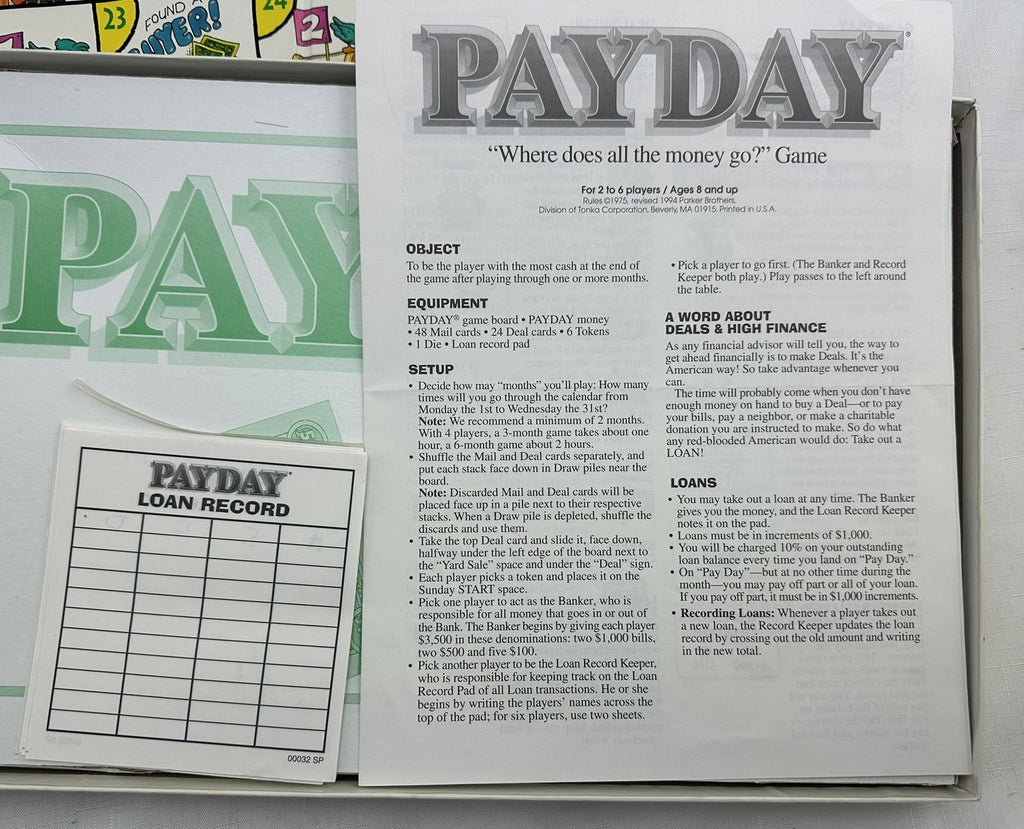 23
FOUND A
BUYER!
24
2
PAY
PAYDAY®
LOAN RECORD
00032 SP
PAYDAY®
“Where does all the money go?” Game
For 2 to 6 players / Ages 8 and up
Rules ©1975, revised 1994 Parker Brothers,
Division of Tonka Corporation, Beverly, MA 01915. Printed in U.S.A.
OBJECT
To be the player with the most cash at the end of
the game after playing through one or more months.
EQUIPMENT
PAYDAY® game board • PAYDAY money
• 48 Mail cards • 24 Deal cards • 6 Tokens
• 1 Die • Loan record pad
SETUP
• Decide how may “months” you’ll play: How many
times will you go through the calendar from
Monday the 1st to Wednesday the 31st?
Note: We recommend a minimum of 2 months.
With 4 players, a 3-month game takes about one
hour, a 6-month game about 2 hours.
• Shuffle the Mail and Deal cards separately, and
put each stack face down in Draw piles near the
board.
Note: Discarded Mail and Deal cards will be
placed face up in a pile next to their respective
stacks. When a Draw pile is depleted, shuffle the
discards and use them.
• Take the top Deal card and slide it, face down,
halfway under the left edge of the board next to
the “Yard Sale” space and under the “Deal” sign.
• Each player picks a token and places it on the
Sunday START space.
• Pick one player to act as the Banker, who is
responsible for all money that goes in or out of
the Bank. The Banker begins by giving each player
$3,500 in these denominations: two $1,000 bills,
two $500 and five $100.
• Pick another player to be the Loan Record Keeper,
who is responsible for keeping track on the Loan
Record Pad of all Loan transactions. He or she
begins by writing the players’ names across the
top of the pad; for six players, use two sheets.
• Pick a player to go first. (The Banker and Record
Keeper both play.) Play passes to the left around
the table.
A WORD ABOUT
DEALS & HIGH FINANCE
As any financial advisor will tell you, the way to
get ahead financially is to make Deals. It’s the
American way! So take advantage whenever you
can.
The time will probably come when you don’t have
enough money on hand to buy a Deal—or to pay
your bills, pay a neighbor, or make a charitable
donation you are instructed to make. So do what
any red-blooded American would do: Take out a
LOAN!
LOANS
• You may take out a loan at any time. The Banker
gives you the money, and the Loan Record Keeper
notes it on the pad.
• Loans must be in increments of $1,000.
• You will be charged 10% on your outstanding
loan balance every time you land on “Pay Day.”
• On “Pay Day”—but at no other time during the
month—you may pay off part or all of your loan.
If you pay off part, it must be in $1,000 increments.
• Recording Loans: Whenever a player takes out
a new loan, the Record Keeper updates the loan
record by crossing out the old amount and writing
in the new total.